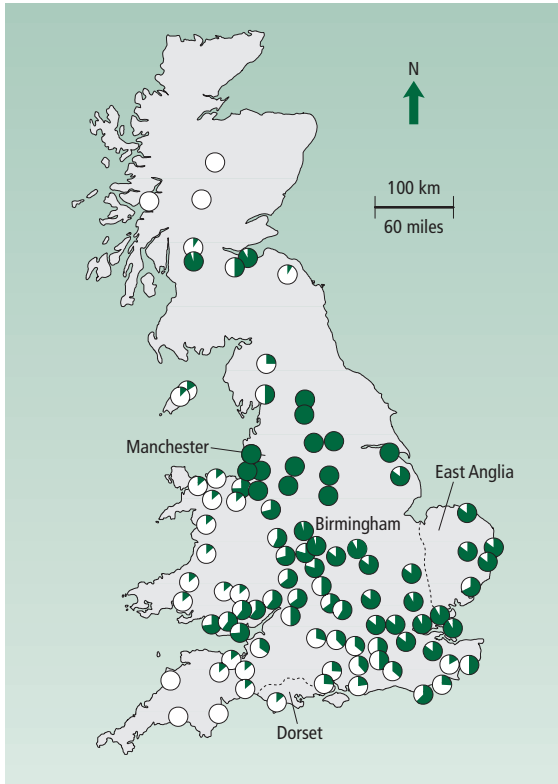 N
100 km
60 miles
Manchester
East Anglia
Birmingham
Dorset